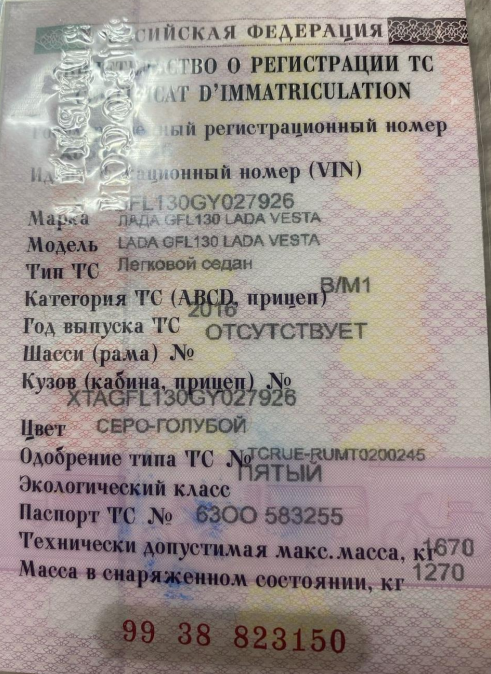 СИЙСКАЯ ФЕДЕРАЦИЯ
СТВО О РЕГИСТРАЦИИ ТС
ICAT D'IMMATRICULATION
ный регистрационный номер
ационный номер (VIN)
GFL130GY027926
Марка ЛАДА GFL130 LADA VESTA
Модель LADA GFL130 LADA VESTA
Тип ТС Легковой седан
Категория ТС (ABCD, прицеп) B/M1
Год выпуска ТС 2016
Шасси (рама) № ОТСУТСТВУЕТ
Кузов (кабина, прицеп) №
XTAGFL130GY027926
Цвет СЕРО-ГОЛУБОЙ
Одобрение типа ТС № TCRUE-RUMT0200245
Экологический класс ПЯТЫЙ
Паспорт ТС № 63ОО 583255
Технически допустимая макс.масса, кг 1670
Масса в снаряженном состоянии, кг 1270
99 38 823150